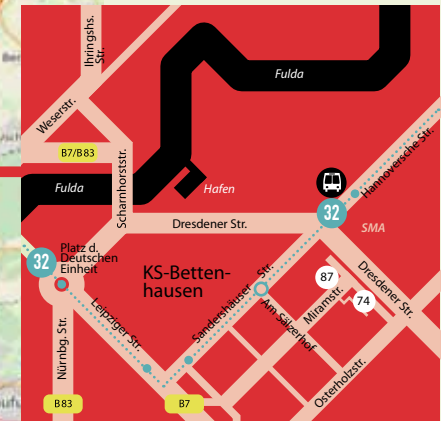 Ihringshs.
Str.
Fulda
Weserstr.
B7/B83
Scharnhorststr.
Hannoversche Str.
Fulda
Hafen
32
Dresdener Str.
SMA
32
Platz d.
Deutschen
Einheit
KS-Betten-
hausen
87
74
Dresdener Str.
Miramstr.
Sandershäuser Str.
Am Sälzerhof
Leipziger Str.
Nürnbg. Str.
Osterholzstr.
B83
B7